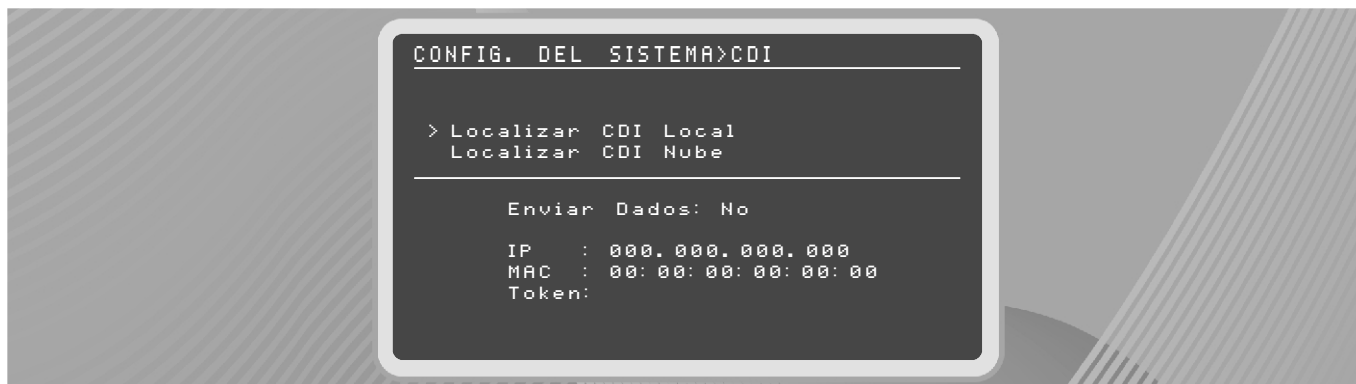 CONFIG. DEL SISTEMA>CDI
> Localizar CDI Local
Localizar CDI Nube
Enviar Dados: No
IP : 000.000.000.000
MAC : 00:00:00:00:00:00
Token: